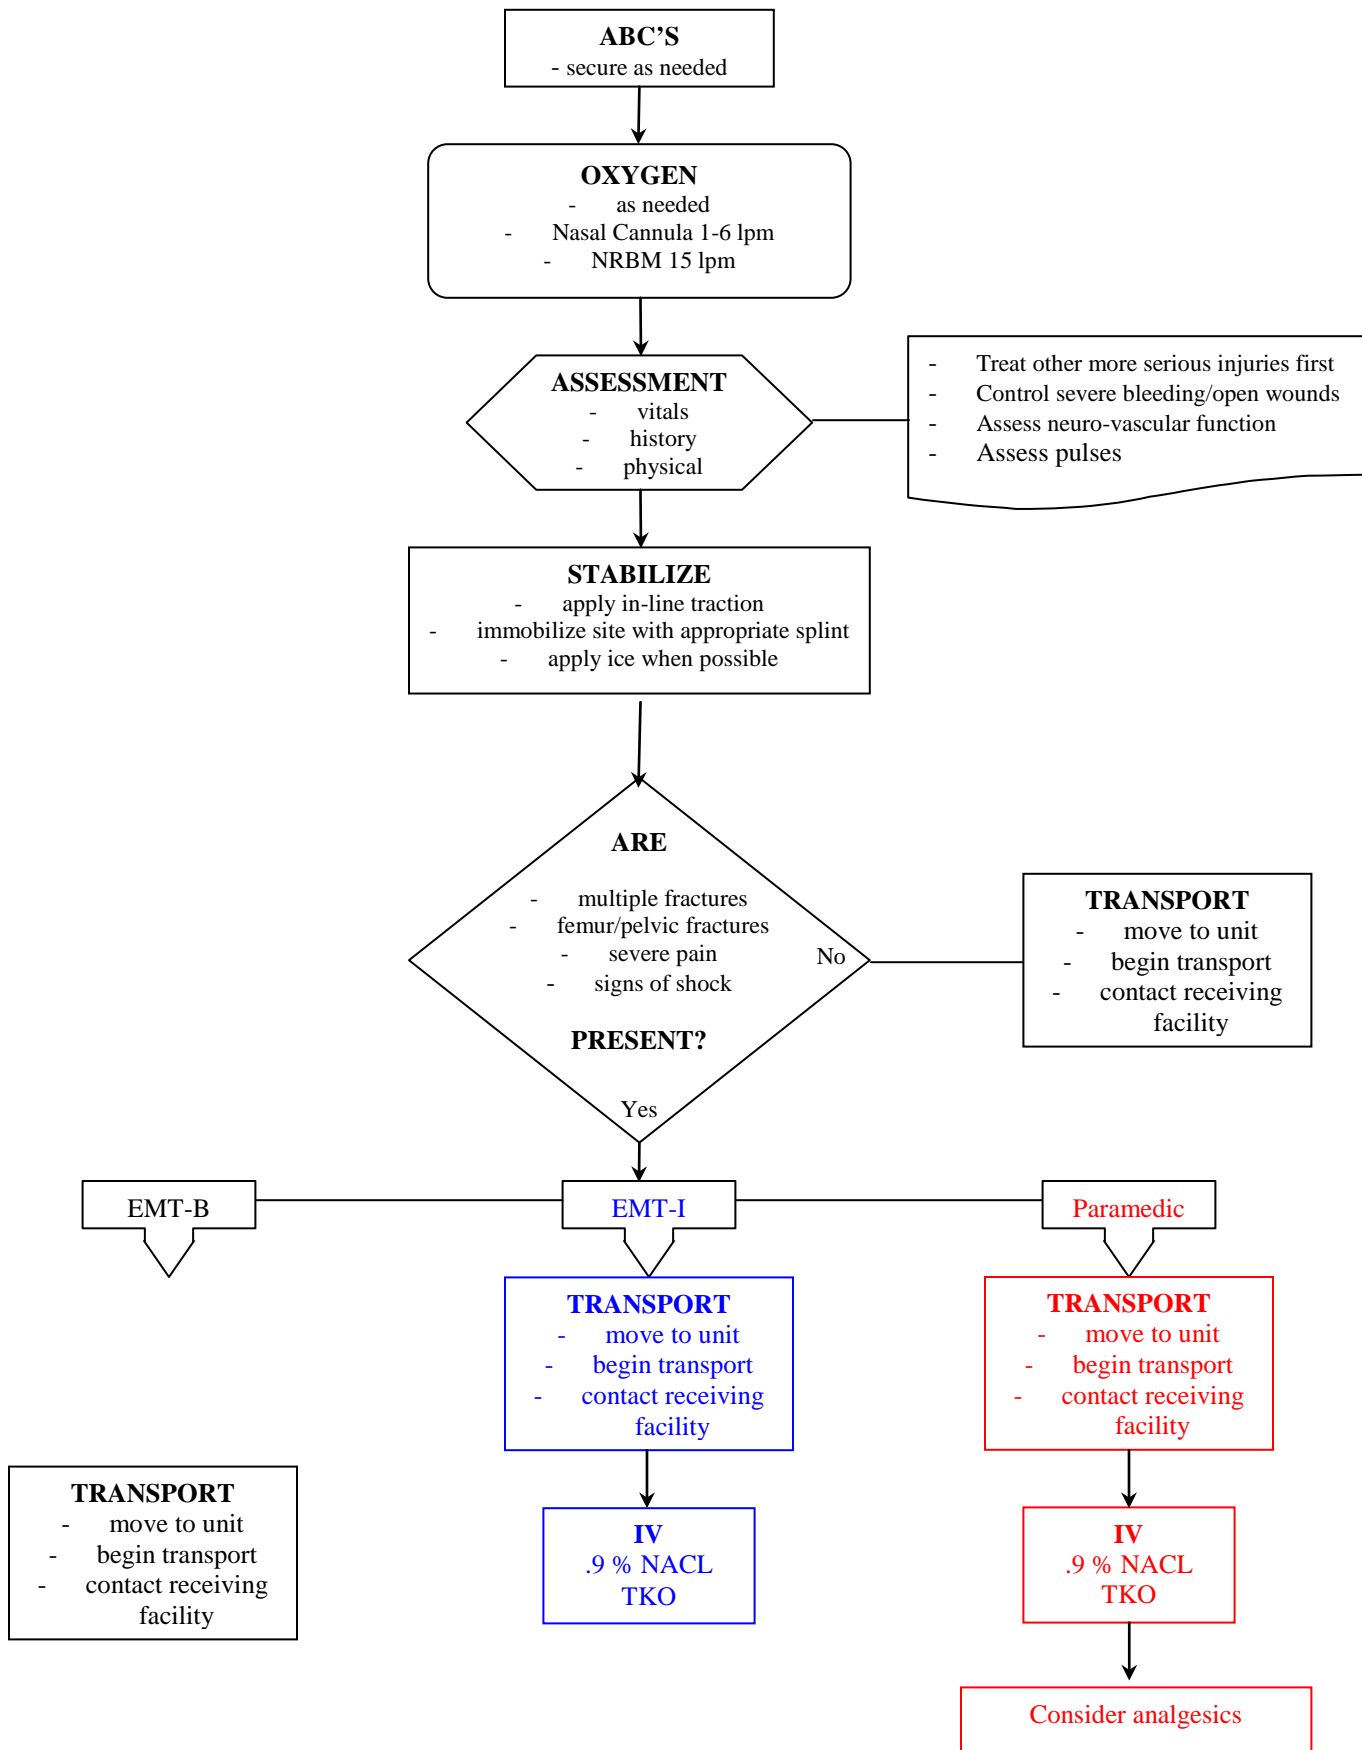 ABC’S
- secure as needed
OXYGEN
- as needed
- Nasal Cannula 1-6 lpm
- NRBM 15 lpm
ASSESSMENT
- vitals
- history
- physical
- Treat other more serious injuries first
- Control severe bleeding/open wounds
- Assess neuro-vascular function
- Assess pulses
STABILIZE
- apply in-line traction
- immobilize site with appropriate splint
- apply ice when possible
ARE
- multiple fractures
- femur/pelvic fractures
- severe pain
- signs of shock
PRESENT?
No
Yes
TRANSPORT
- move to unit
- begin transport
- contact receiving
facility
EMT-B
EMT-I
Paramedic
TRANSPORT
- move to unit
- begin transport
- contact receiving
facility
TRANSPORT
- move to unit
- begin transport
- contact receiving
facility
IV
.9 % NACL
TKO
TRANSPORT
- move to unit
- begin transport
- contact receiving
facility
IV
.9 % NACL
TKO
Consider analgesics